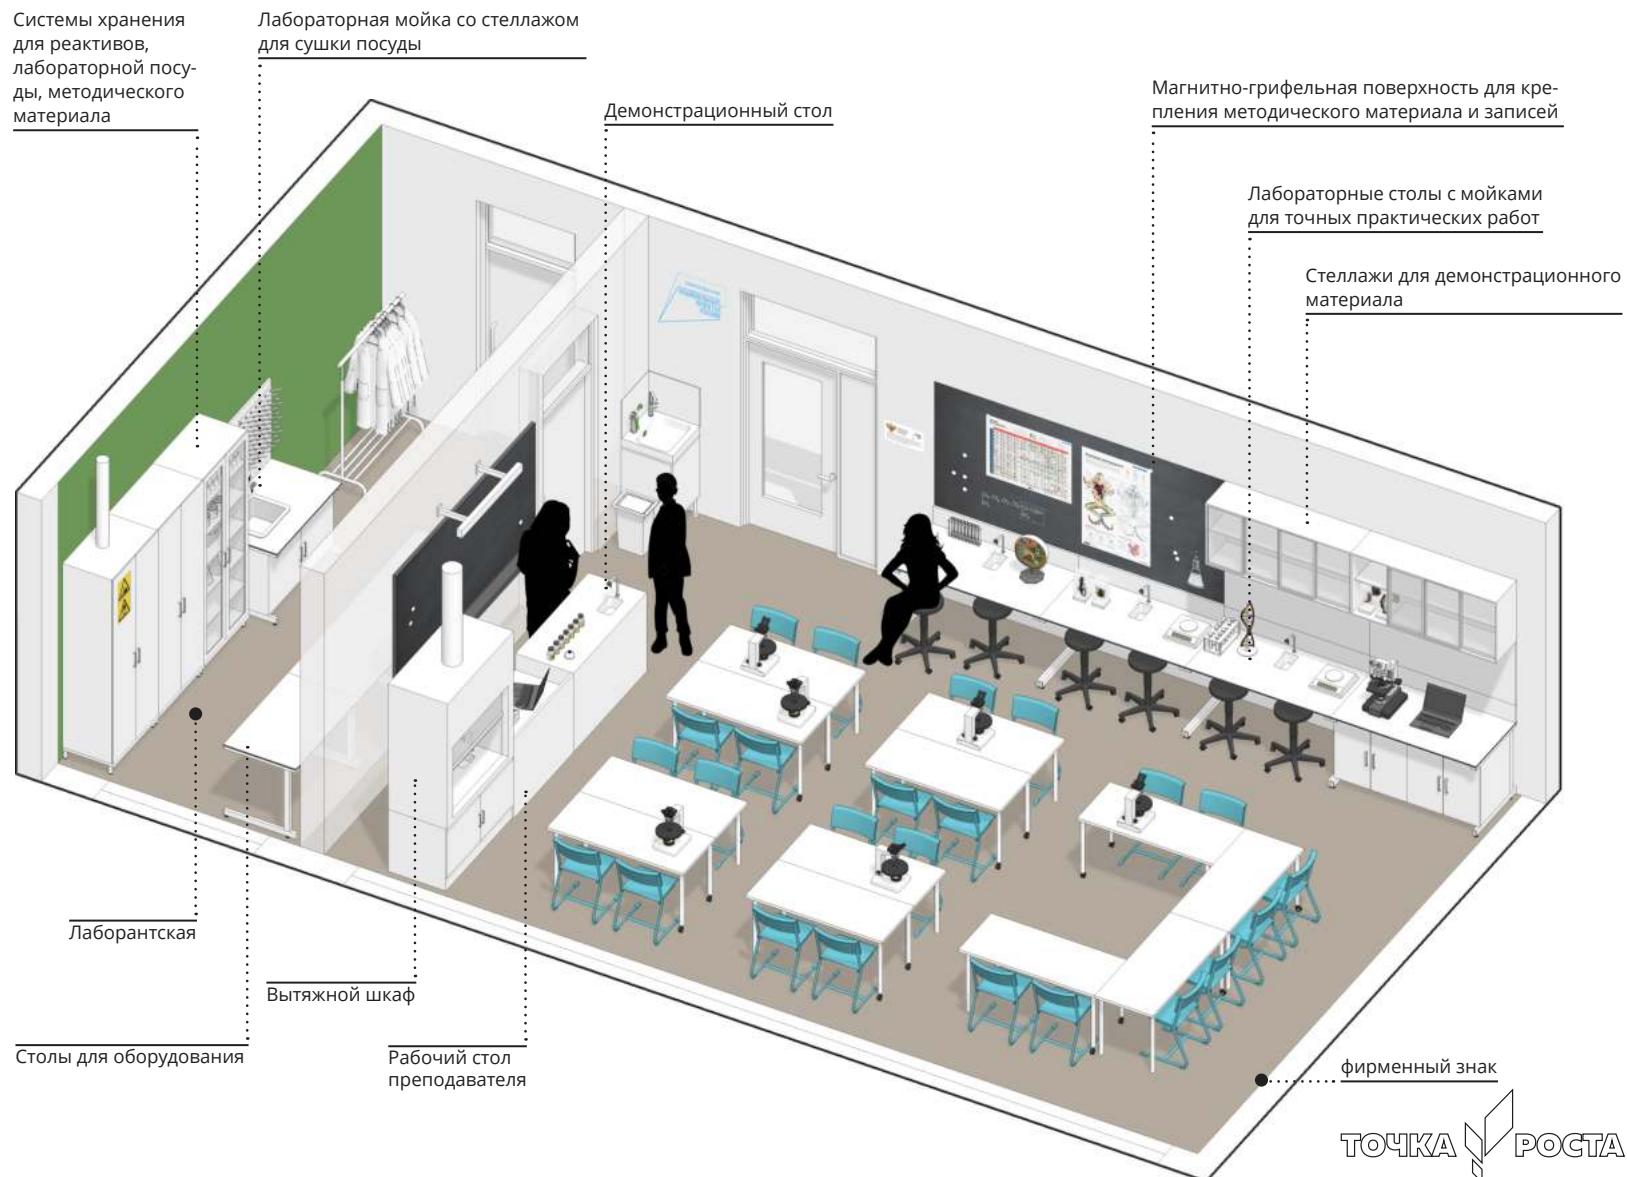 Системы хранения
для реактивов,
лабораторной посу-
ды, методического
материала
Лабораторная мойка со стеллажом
для сушки посуды
Демонстрационный стол
Магнитно-грифельная поверхность для кре-
пления методического материала и записей
Лабораторные столы с мойками
для точных практических работ
Стеллажи для демонстрационного
материала
Лаборантская
Вытяжной шкаф
Столы для оборудования
Рабочий стол
преподавателя
фирменный знак
ТОЧКА РОСТА